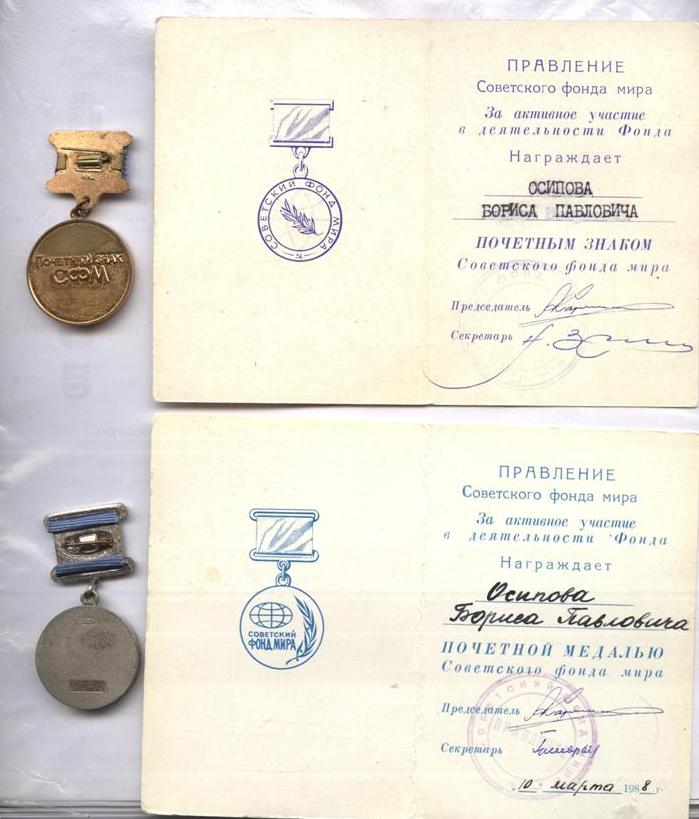 Почетный знак
СФМ
СОВЕТСКИЙ ФОНД МИРА
ПРАВЛЕНИЕ
Советского фонда мира
За активное участие
в деятельности Фонда
Награждает
ОСИПОВА
БОРИСА ПАВЛОВИЧА
ПОЧЕТНЫМ ЗНАКОМ
Советского фонда мира
Председатель
Секретарь
СОВЕТСКИЙ
ФОНД МИРА
ПРАВЛЕНИЕ
Советского фонда мира
За активное участие
в деятельности Фонда
Награждает
Осипова
Бориса Павловича
ПОЧЕТНОЙ МЕДАЛЬЮ
Советского фонда мира
Председатель
Секретарь
10 марта 1988 г.